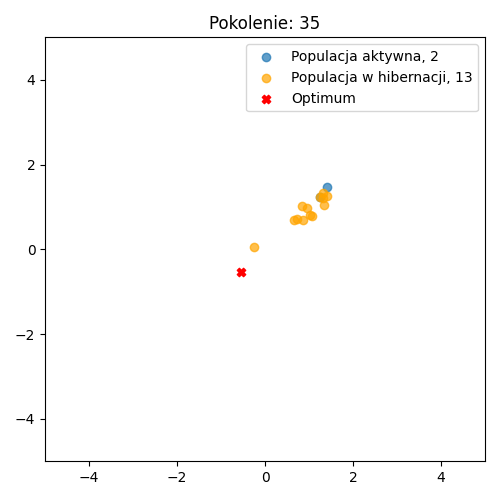 Pokolenie: 35
Populacja aktywna, 2
Populacja w hibernacji, 13
Optimum
4
2
0
−2
−4
−4 −2 0 2 4